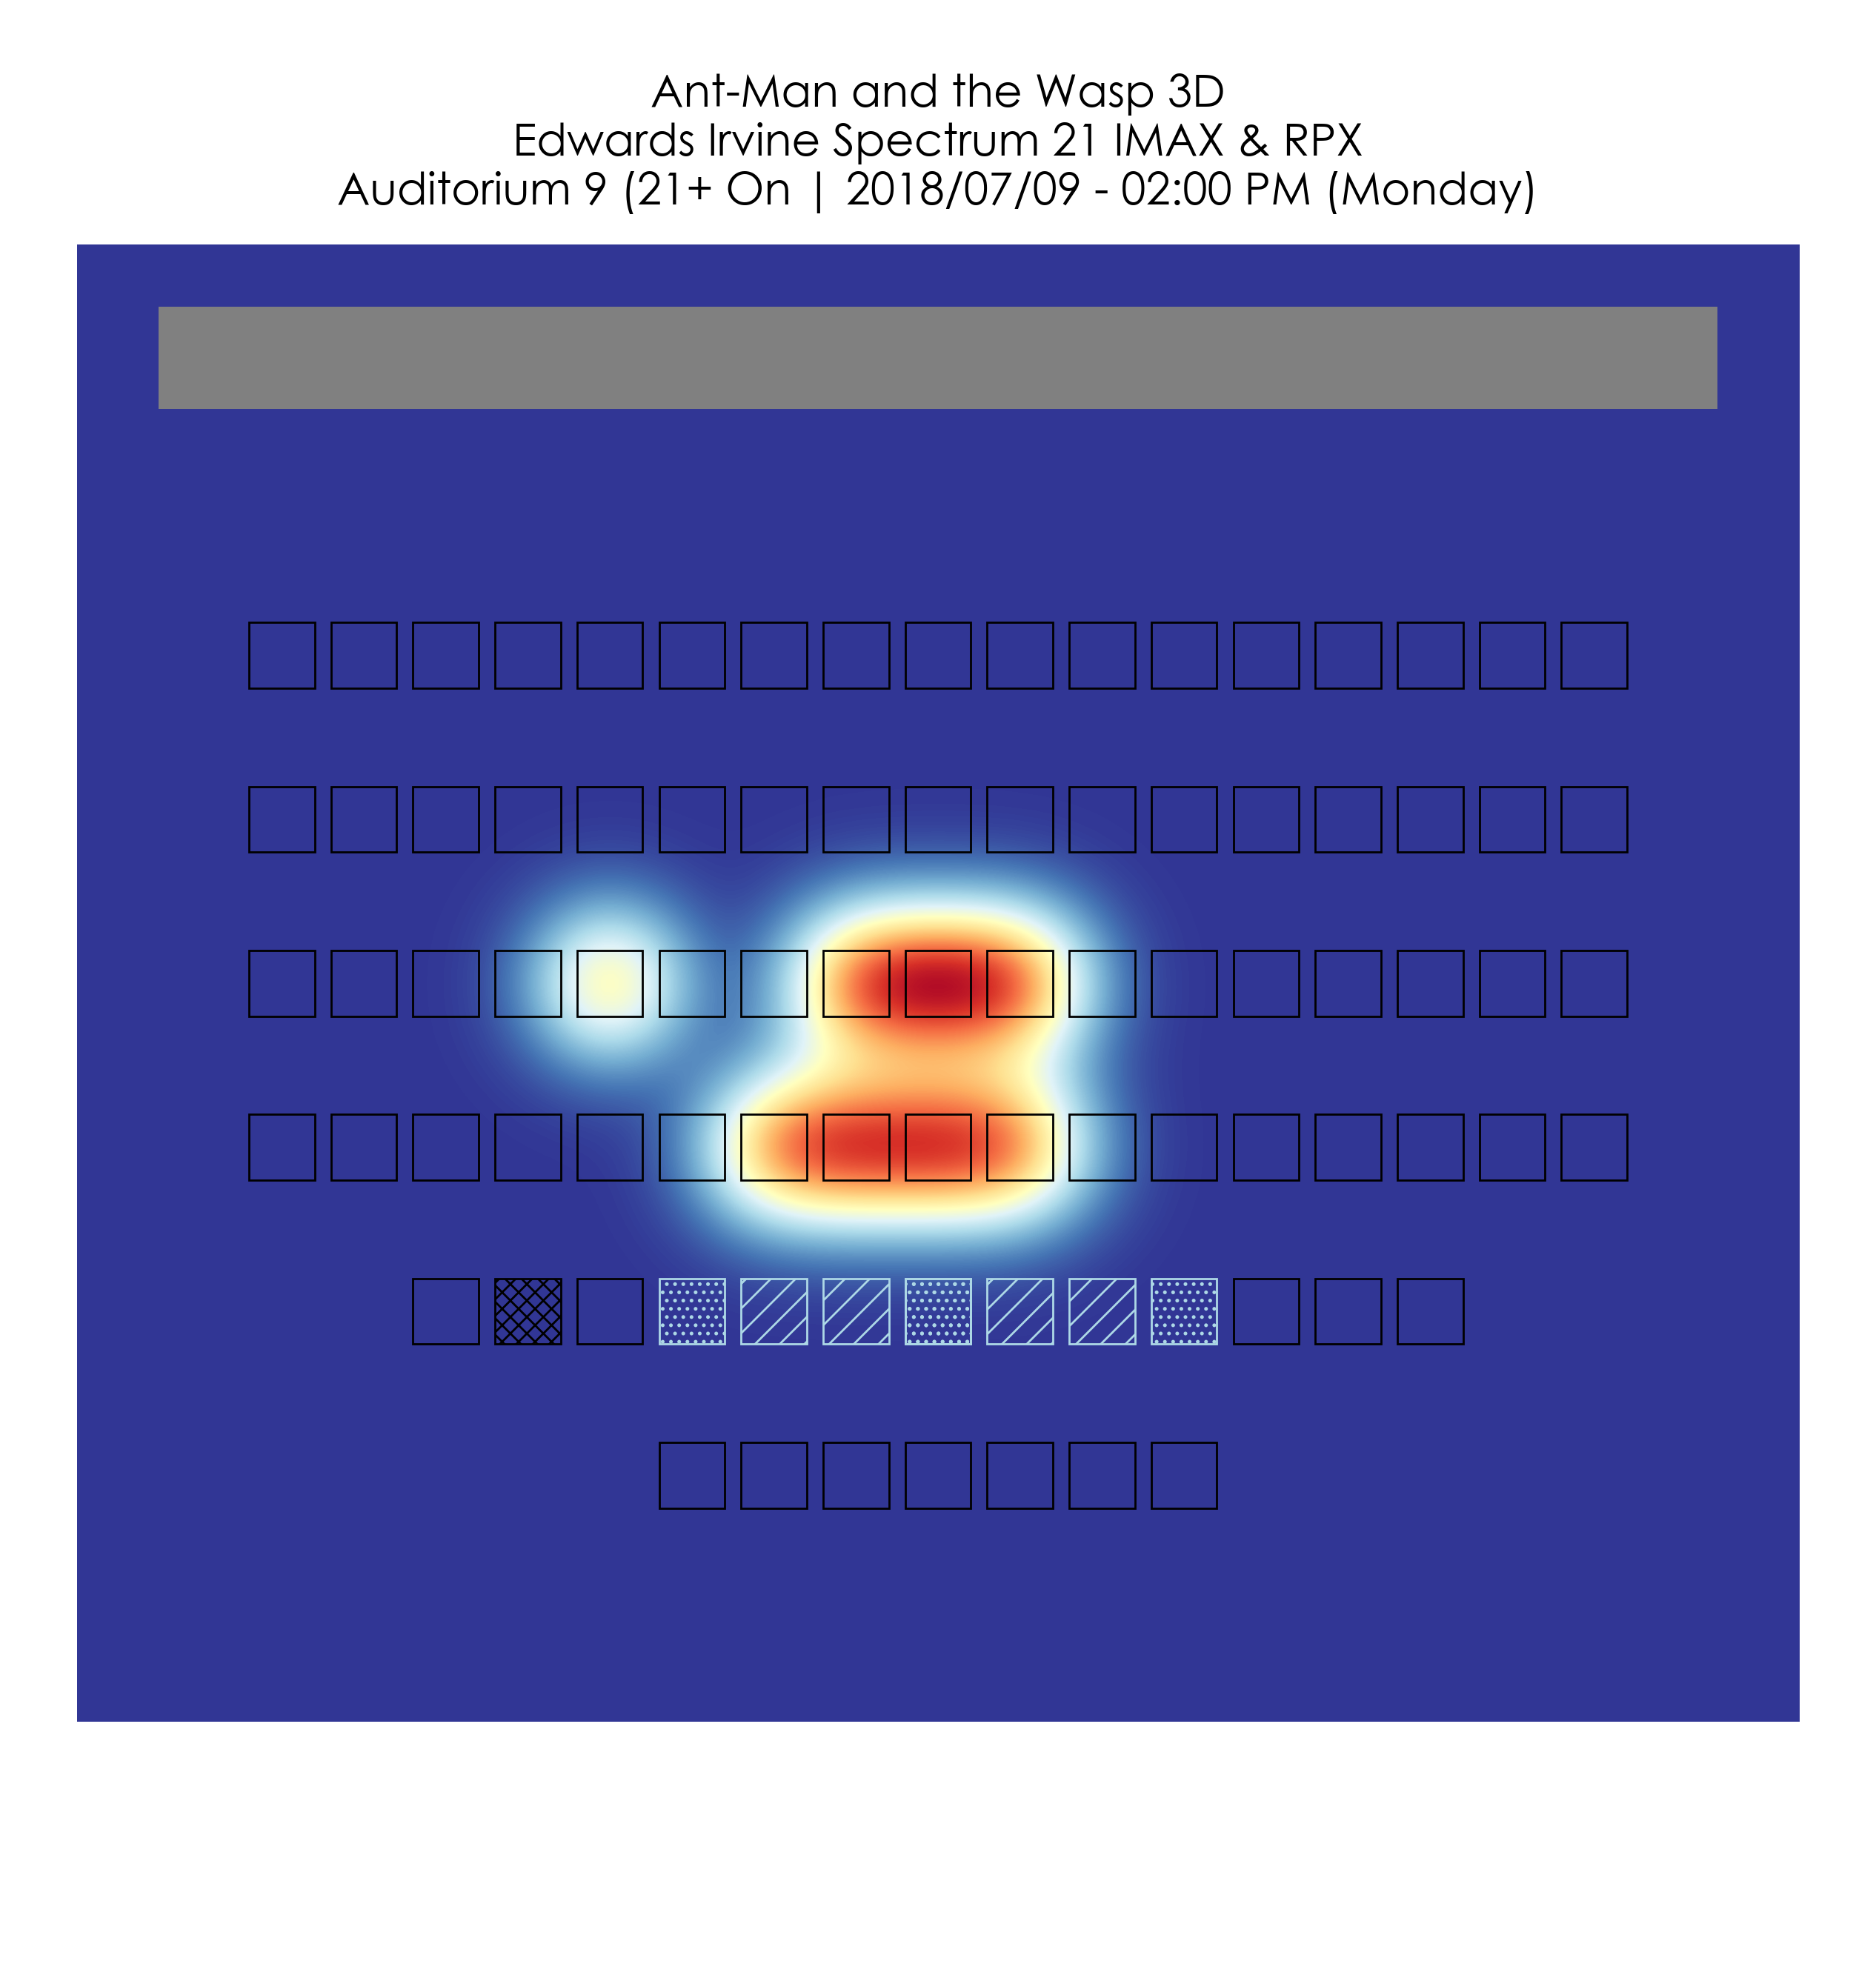 Ant-Man and the Wasp 3D
Edwards Irvine Spectrum 21 IMAX & RPX
Auditorium 9 (21+ On | 2018/07/09 - 02:00 PM (Monday)